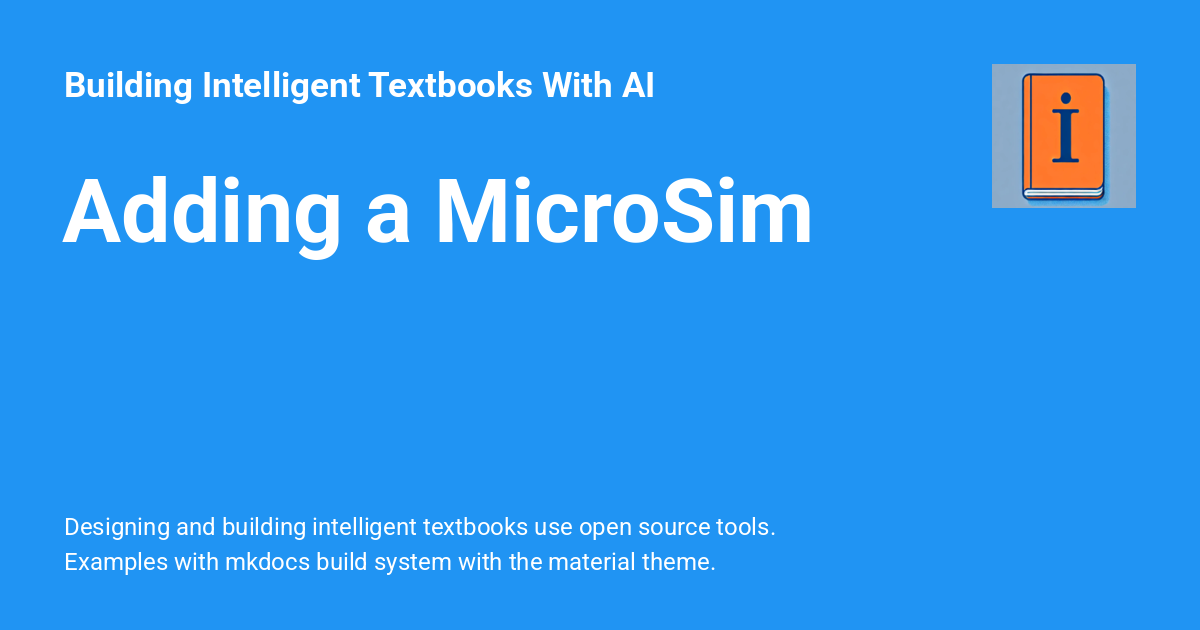 Building Intelligent Textbooks With AI
i
Adding a MicroSim
Designing and building intelligent textbooks use open source tools.
Examples with mkdocs build system with the material theme.